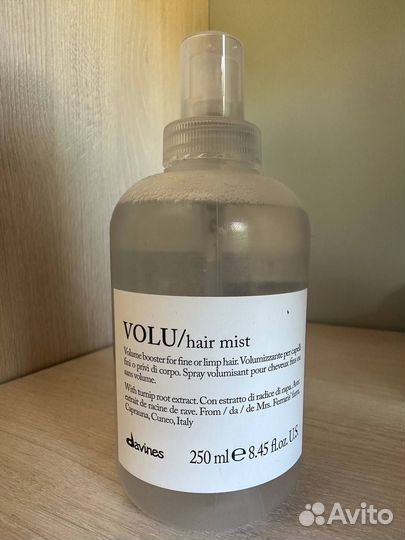 VOLU/hair mist
Volume booster for fine or limp hair. Volumizzante per capelli
fini o privi di corpo. Spray volumisant pour cheveux fins ou
sans volume.
With turnip root extract. Con estratto di radice di rapa. Avec
extrait de racine de rave. From / da / de Mrs. Ferraris' farm,
Caprauna, Cuneo, Italy
davines
250 ml ℮ 8.45 fl.oz. U.S.
Avito